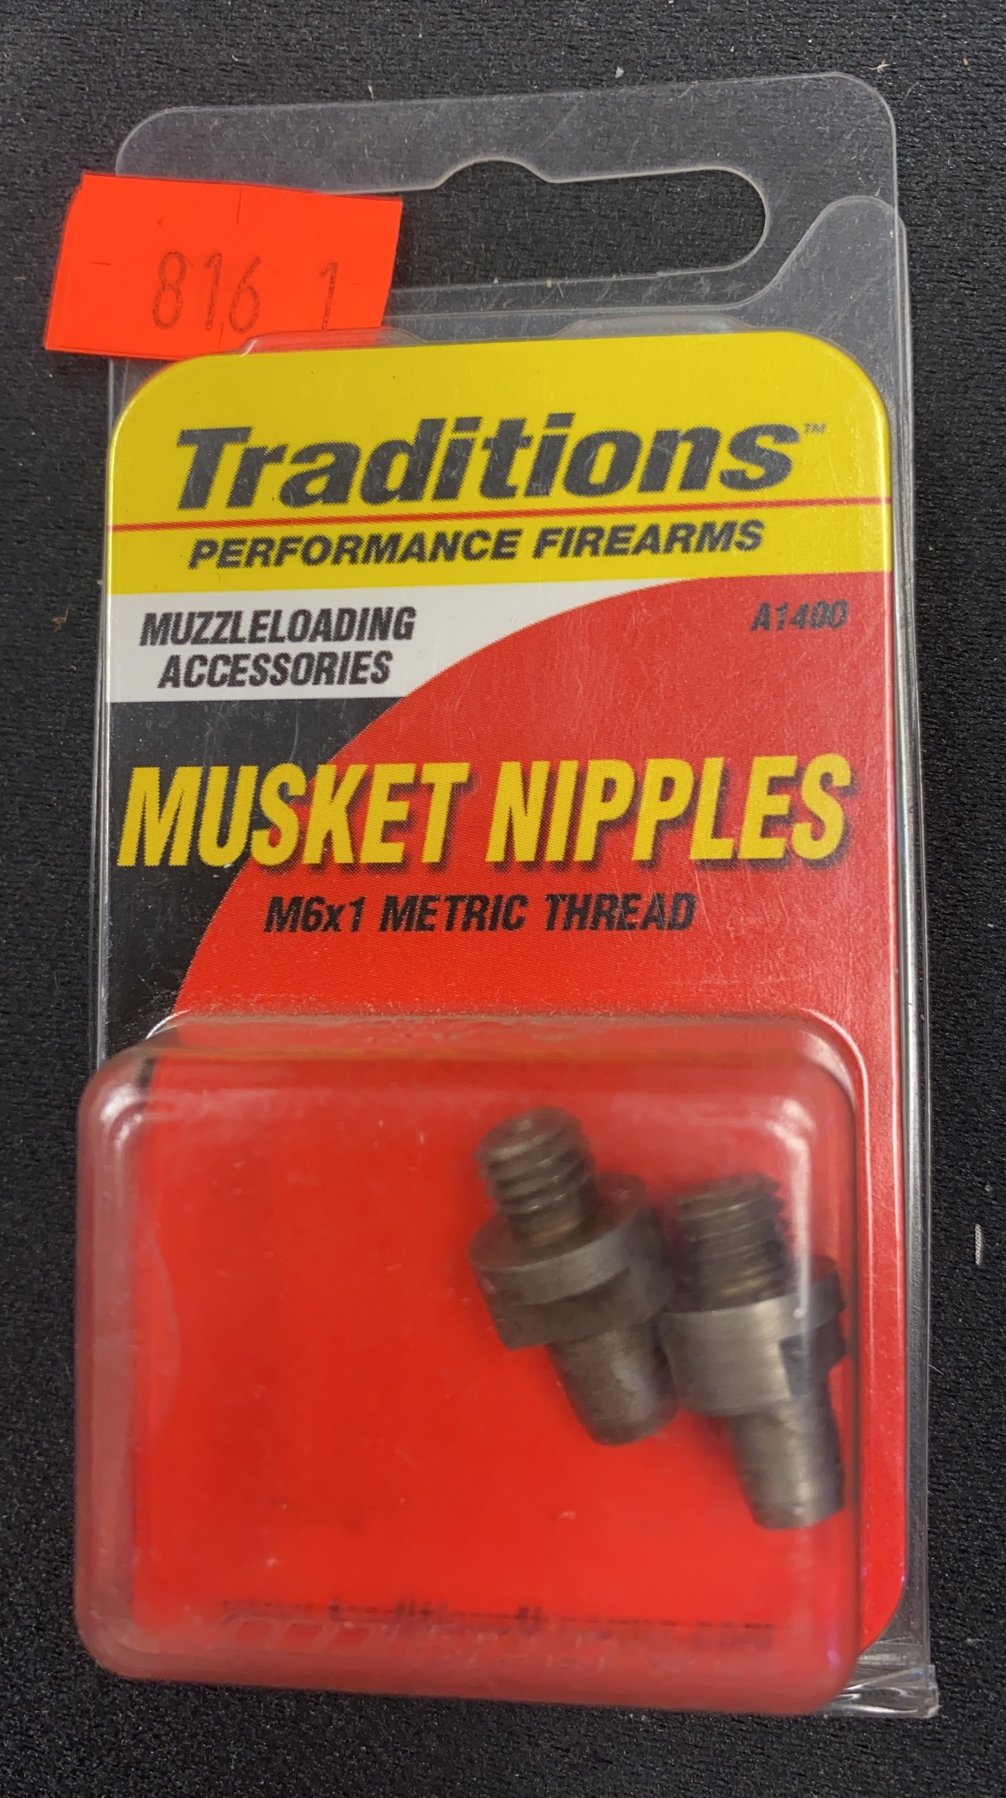 816 1
Traditions™
PERFORMANCE FIREARMS
MUZZLELOADING
ACCESSORIES
A1400
MUSKET NIPPLES
M6x1 METRIC THREAD